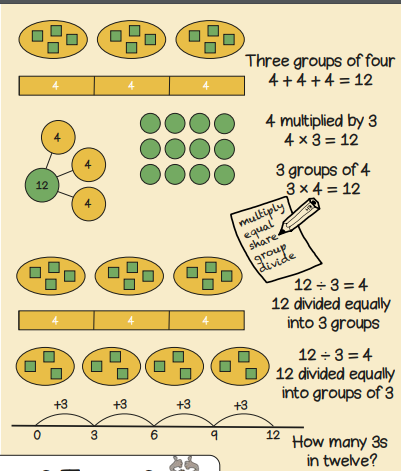 Three groups of four
4 + 4 + 4 = 12
4 4 4
4
4
12
4
4 multiplied by 3
4 × 3 = 12
3 groups of 4
3 × 4 = 12
multiply
equal
share
group
divide
12 ÷ 3 = 4
12 divided equally
into 3 groups
4 4 4
12 ÷ 3 = 4
12 divided equally
into groups of 3
+3 +3 +3 +3
0 3 6 9 12
How many 3s
in twelve?